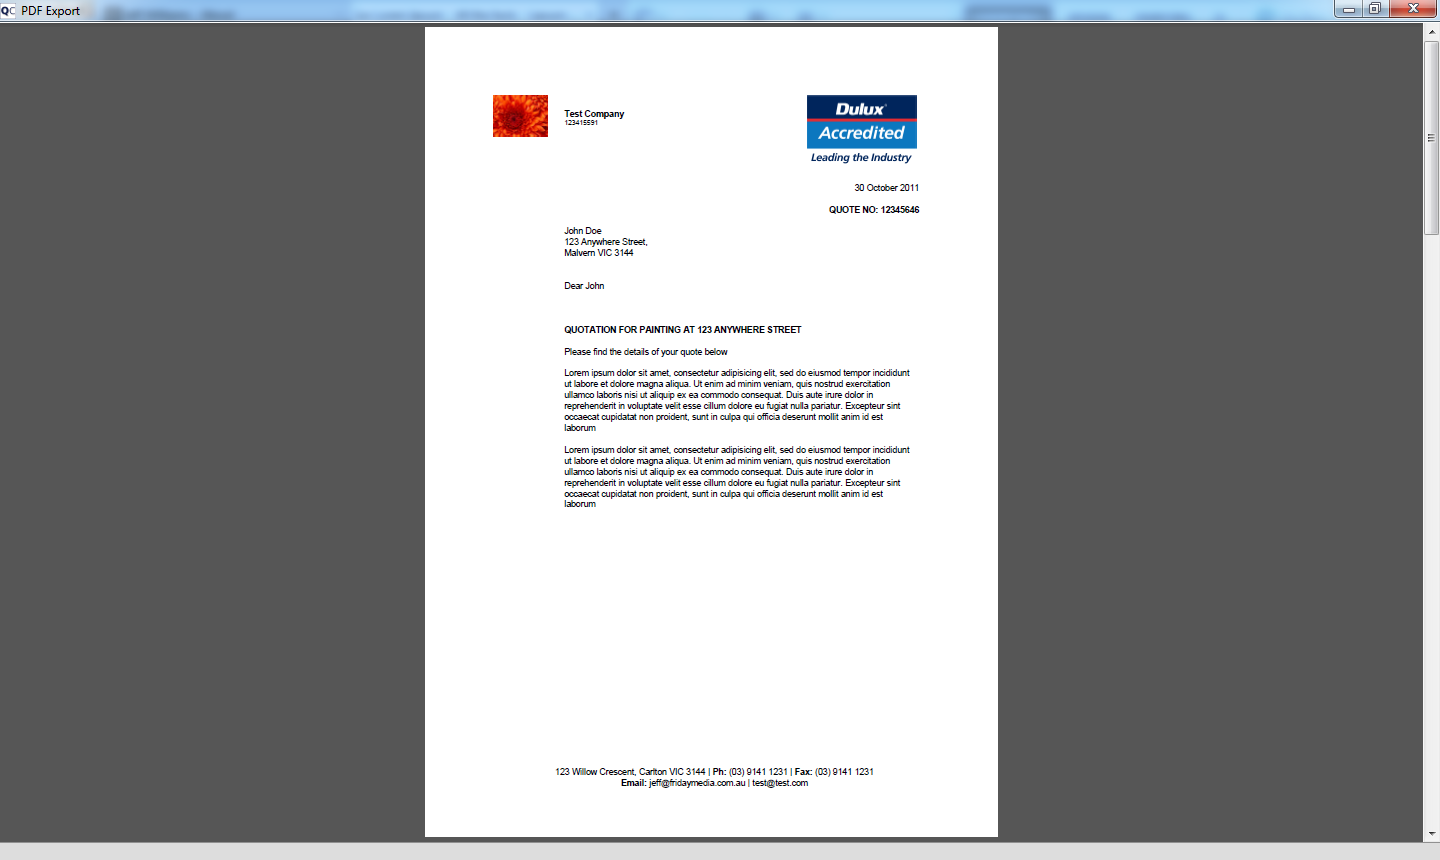 QC PDF Export
Test Company
123415591
Dulux
Accredited
Leading the Industry
30 October 2011
QUOTE NO: 12345646
John Doe
123 Anywhere Street,
Malvern VIC 3144
Dear John
QUOTATION FOR PAINTING AT 123 ANYWHERE STREET
Please find the details of your quote below
Lorem ipsum dolor sit amet, consectetur adipisicing elit, sed do eiusmod tempor incididunt
ut labore et dolore magna aliqua. Ut enim ad minim veniam, quis nostrud exercitation
ullamco laboris nisi ut aliquip ex ea commodo consequat. Duis aute irure dolor in
reprehenderit in voluptate velit esse cillum dolore eu fugiat nulla pariatur. Excepteur sint
occaecat cupidatat non proident, sunt in culpa qui officia deserunt mollit anim id est
laborum
Lorem ipsum dolor sit amet, consectetur adipisicing elit, sed do eiusmod tempor incididunt
ut labore et dolore magna aliqua. Ut enim ad minim veniam, quis nostrud exercitation
ullamco laboris nisi ut aliquip ex ea commodo consequat. Duis aute irure dolor in
reprehenderit in voluptate velit esse cillum dolore eu fugiat nulla pariatur. Excepteur sint
occaecat cupidatat non proident, sunt in culpa qui officia deserunt mollit anim id est
laborum
123 Willow Crescent, Carlton VIC 3144 | Ph: (03) 9141 1231 | Fax: (03) 9141 1231
Email: jeff@fridaymedia.com.au | test@test.com